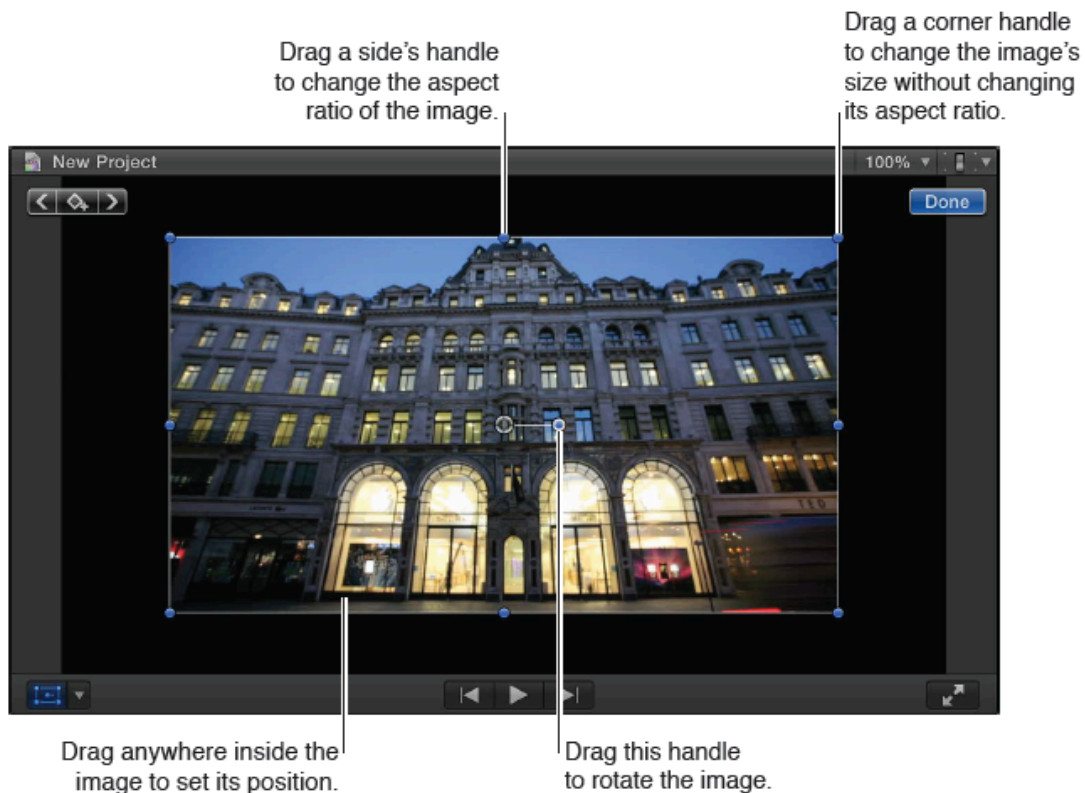 Drag a side's handle
to change the aspect
ratio of the image.
Drag a corner handle
to change the image's
size without changing
its aspect ratio.
New Project
100%
Done
TED
Drag anywhere inside the
image to set its position.
Drag this handle
to rotate the image.